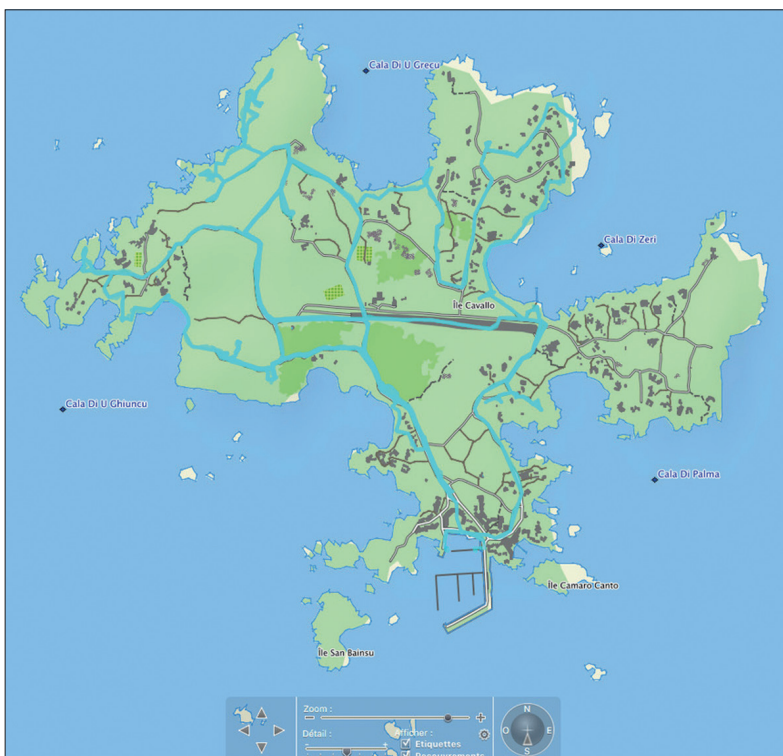 Cala Di U Grecu
Cala Di Zeri
Île Cavallo
Cala Di U Ghiuncu
Cala Di Palma
Île Camaro Canto
Île San Bainsu
Zoom :
- +
N
O E
S
Détail :
- +
Afficher :
Etiquettes